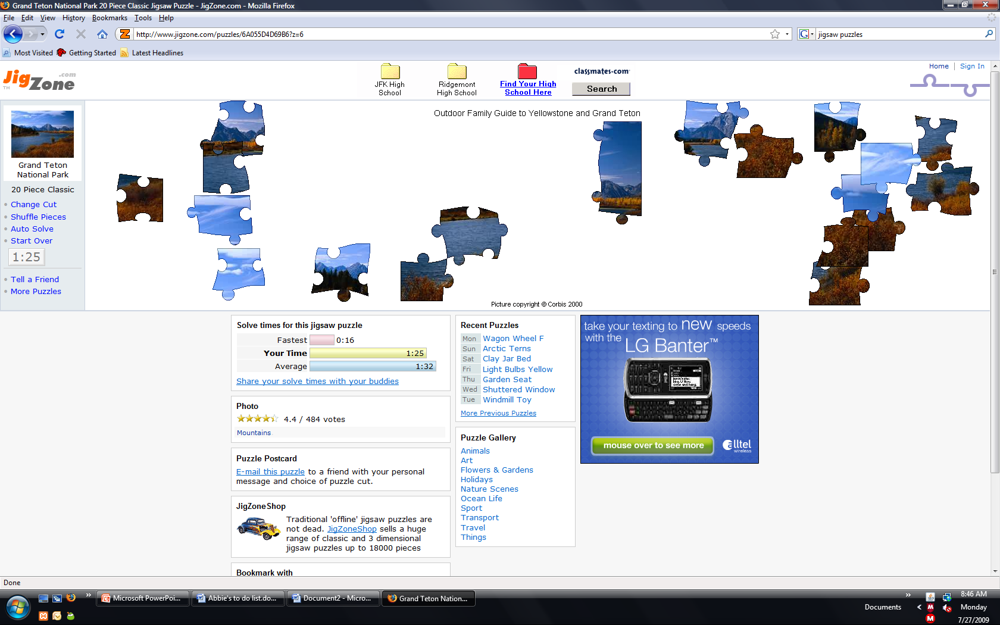 Grand Teton National Park 20 Piece Classic Jigsaw Puzzle - JigZone.com - Mozilla Firefox
File Edit View History Bookmarks Tools Help
http://www.jigzone.com/puzzles/6A055D4D69B6?z=6
jigsaw puzzles
Most Visited Getting Started Latest Headlines
JigZone.com
TM
JFK High
School
Ridgemont
High School
Find Your High
School Here
classmates·com®
Search
Home | Sign In
Grand Teton
National Park
20 Piece Classic
Change Cut
Shuffle Pieces
Auto Solve
Start Over
1:25
Tell a Friend
More Puzzles
Outdoor Family Guide to Yellowstone and Grand Teton
Picture copyright © Corbis 2000
Solve times for this jigsaw puzzle
Fastest 0:16
Your Time 1:25
Average 1:32
Share your solve times with your buddies
Photo
4.4 / 484 votes
Mountains
Puzzle Postcard
E-mail this puzzle to a friend with your personal
message and choice of puzzle cut.
JigZoneShop
Traditional 'offline' jigsaw puzzles are
not dead. JigZoneShop sells a huge
range of classic and 3 dimensional
jigsaw puzzles up to 18000 pieces
Bookmark with
Recent Puzzles
Mon Wagon Wheel F
Sun Arctic Terns
Sat Clay Jar Bed
Fri Light Bulbs Yellow
Thu Garden Seat
Wed Shuttered Window
Tue Windmill Toy
More Previous Puzzles
Puzzle Gallery
Animals
Art
Flowers & Gardens
Holidays
Nature Scenes
Ocean Life
Sport
Transport
Travel
Things
take your texting to new speeds
with the LG Banter™
mouse over to see more
alltel
wireless
Done
Microsoft PowerPoi...
Abbie's to do list.do...
Document2 - Micro...
Grand Teton Nation...
Documents
8:46 AM
Monday
7/27/2009